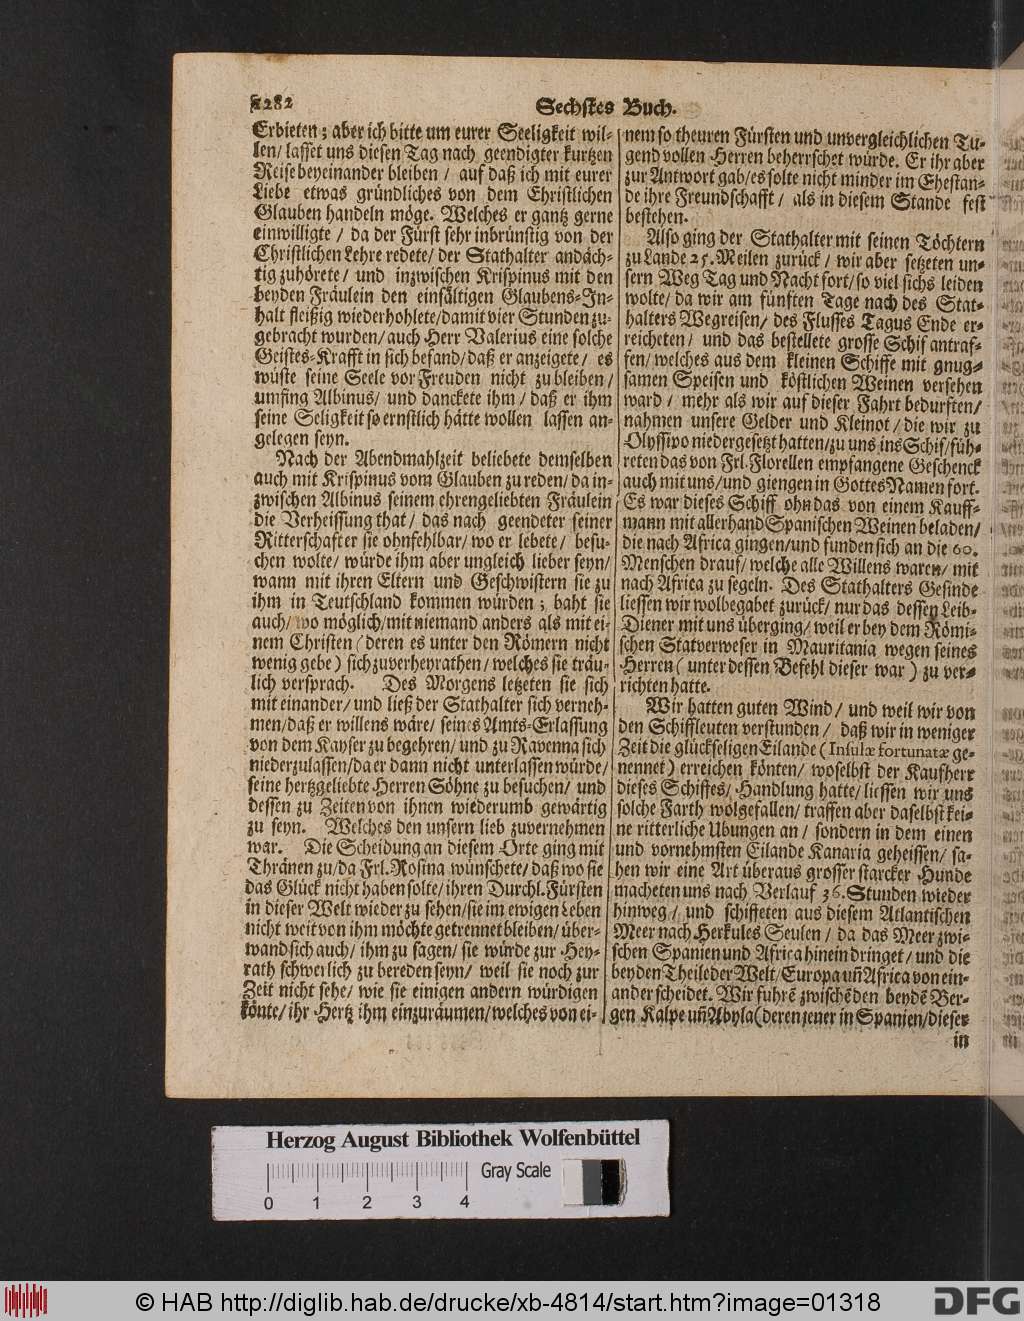 1282
Sechstes Buch.
Erbieten; aber ich bitte um eurer Seeligkeit wil-
len/ lasset uns diesen Tag nach geendigter kurtzen
Reise beyeinander bleiben / auf daß ich mit eurer
Liebe etwas gründliches von dem Christlichen
Glauben handeln möge. Welches er gantz gerne
einwilligte / da der Fürst sehr inbrünstig von der
Christlichen Lehre redete/ der Stathalter andäch-
tig zuhörete/ und inzwischen Krispinus mit den
beyden Fräulein den einfältigen Glaubens-In-
halt fleißig wiederhohlete/damit vier Stunden zu-
gebracht wurden/auch Herr Valerius eine solche
Geistes-Krafft in sich befand/daß er anzeigete/ es
wüste seine Seele vor Freuden nicht zu bleiben /
umfing Albinus/ und danckete ihm / daß er ihm
seine Seligkeit so ernstlich hätte wollen lassen an-
gelegen seyn.
Nach der Abendmahlzeit beliebete demselben
auch mit Krispinus vom Glauben zu reden/ da in-
zwischen Albinus seinem ehrengeliebten Fräulein
die Verheissung that/ das nach geendeter seiner
Ritterschaft er sie ohnfehlbar/ wo er lebete/ besu-
chen wolte/ würde ihm aber ungleich lieber seyn/
wann mit ihren Eltern und Geschwistern sie zu
ihm in Teutschland kommen würden; baht sie
auch/ wo möglich/mit niemand anders als mit ei-
nem Christen (deren es unter den Römern nicht
wenig gebe) sich zuverheyrathen/ welches sie träu-
lich versprach. Des Morgens letzeten sie sich
mit einander/ und ließ der Stathalter sich verneh-
men/daß er willens wäre/ seines Amts-Erlassung
von dem Kayser zu begehren/ und zu Ravenna sich
niederzulassen/da er dann nicht unterlassen würde/
seine hertzgeliebte Herren Söhne zu besuchen/ und
dessen zu Zeiten von ihnen wiederumb gewärtig
zu seyn. Welches den unsern lieb zuvernehmen
war. Die Scheidung an diesem Orte ging mit
Thränen zu/da Frl. Rosina wünschete/ daß wo sie
das Glück nicht haben solte/ ihren Durchl. Fürsten
in dieser Welt wieder zu sehen/sie im ewigen Leben
nicht weit von ihm möchte getrennet bleiben/ über-
wand sich auch/ ihm zu sagen/ sie würde zur Hey-
rath schwerlich zu bereden seyn/ weil sie noch zur
Zeit nicht sehe/ wie sie einigen andern würdigen
könte/ ihr Hertz ihm einzuräumen/welches von ei-
nem so theuren Fürsten und unvergleichlichen Tu-
gend vollen Herren beherrschet würde. Er ihr aber
zur Antwort gab/es solte nicht minder im Ehestan-
de ihre Freundschafft / als in diesem Stande fest
bestehen.
Also ging der Stathalter mit seinen Töchtern
zu Lande 25. Meilen zurück / wir aber setzeten un-
sern Weg Tag und Nacht fort/so viel sichs leiden
wolte/ da wir am fünften Tage nach des Stat-
halters Wegreisen/ des Flusses Tagus Ende er-
reicheten/ und das bestellete grosse Schif antraf-
fen/ welches aus dem kleinen Schiffe mit gnug-
samen Speisen und köstlichen Weinen versehen
ward / mehr als wir auf dieser Fahrt bedurften/
nahmen unsere Gelder und Kleinot / die wir zu
Olyssipo niedergesetzt hatten/zu uns ins Schif/füh-
reten das von Frl. Florellen empfangene Geschenck
auch mit uns/und giengen in Gottes Namen fort.
Es war dieses Schiff ohn das von einem Kauff-
mann mit allerhand Spanischen Weinen beladen/
die nach Africa gingen/und funden sich an die 60.
Menschen drauf/ welche alle Willens waren/ mit
nach Africa zu segeln. Des Stathalters Gesinde
liessen wir wolbegabet zurück/ nur das dessen Leib-
Diener mit uns überging/ weil er bey dem Römi-
schen Statverweser in Mauritania wegen seines
Herren (unter dessen Befehl dieser war) zu ver-
richten hatte.
Wir hatten guten Wind / und weil wir von
den Schiffleuten verstunden / daß wir in weniger
Zeit die glückseligen Eilande (Insulæ fortunatæ ge-
nennet) erreichen könten/ woselbst der Kaufherr
dieses Schiffes/ Handlung hatte/ liessen wir uns
solche Farth wolgefallen/ traffen aber daselbst kei-
ne ritterliche Ubungen an / sondern in dem einen
und vornehmsten Eilande Kanaria geheissen/ sa-
hen wir eine Art überaus grosser starcker Hunde
macheten uns nach Verlauf 36. Stunden wieder
hinweg / und schiffeten aus diesem Atlantischen
Meer nach Herkules Seulen / da das Meer zwi-
schen Spanien und Africa hinein dringet/ und die
beyden Theile der Welt/ Europa uñ Africa von ein-
ander scheidet. Wir fuhrẽ zwischẽ den beydẽ Ber-
gen Kalpe uñ Abyla (deren jener in Spanien/dieser
in
Herzog August Bibliothek Wolfenbüttel
Gray Scale
0 1 2 3 4
© HAB http://diglib.hab.de/drucke/xb-4814/start.htm?image=01318
DFG